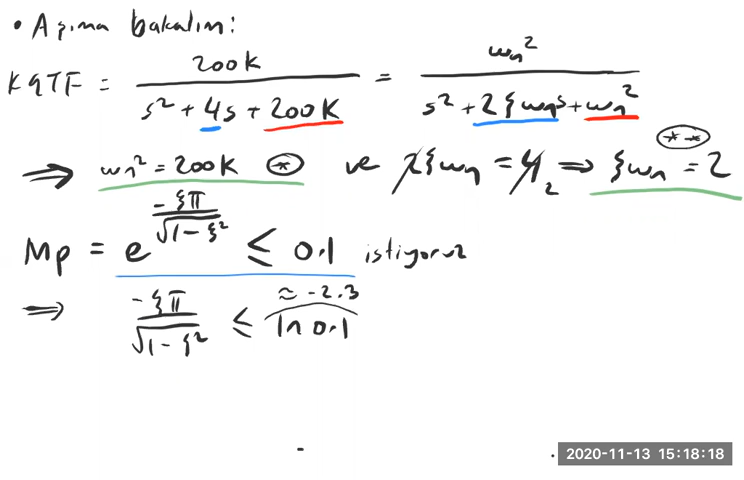 • Aşıma bakalım:
KÇTF = 200K / s² + 4s + 200K = ωn² / s² + 2ξωns + ωn²
⇒ ωn² = 200K (*) ve 2ξωn = 4 2 ⇒ ξωn = 2 (**)
Mp = e^(-ξπ / √1-ξ²) ≤ 0.1 istiyoruz
⇒ -ξπ / √1-ξ² ≤ ln 0.1 ≈ -2.3
2020-11-13 15:18:18